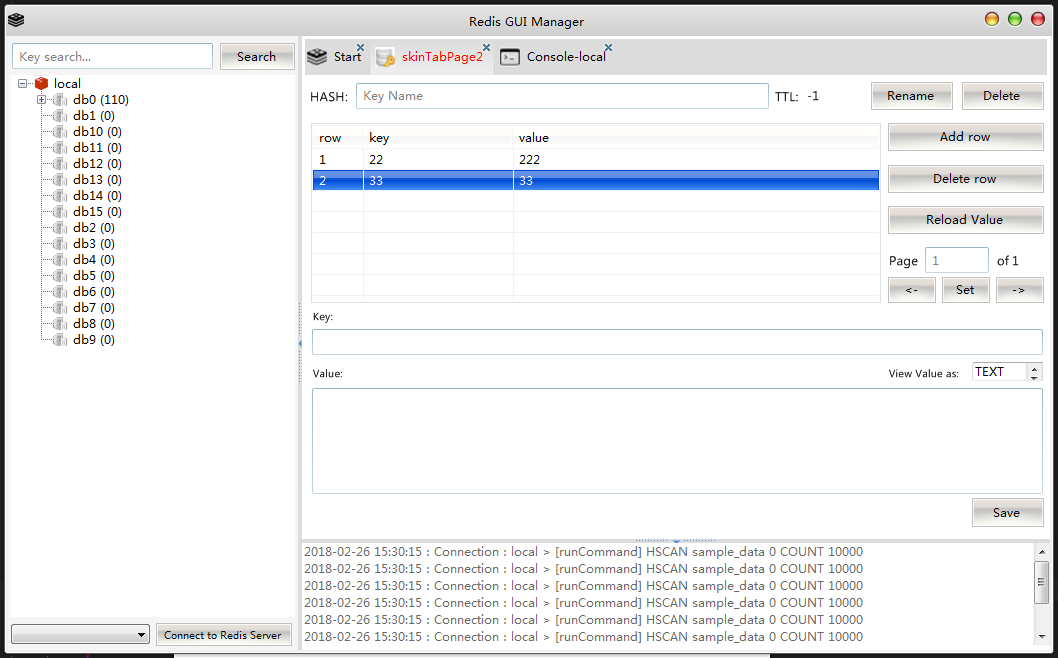 Redis GUI Manager
Key search...
Search
local
db0 (110)
db1 (0)
db10 (0)
db11 (0)
db12 (0)
db13 (0)
db14 (0)
db15 (0)
db2 (0)
db3 (0)
db4 (0)
db5 (0)
db6 (0)
db7 (0)
db8 (0)
db9 (0)
Connect to Redis Server
Start
skinTabPage2
Console-local
HASH:
Key Name
TTL: -1
Rename
Delete
row key value
1 22 222
2 33 33
Add row
Delete row
Reload Value
Page 1 of 1
<- Set ->
Key:
Value:
View Value as: TEXT
Save
2018-02-26 15:30:15 : Connection : local > [runCommand] HSCAN sample_data 0 COUNT 10000
2018-02-26 15:30:15 : Connection : local > [runCommand] HSCAN sample_data 0 COUNT 10000
2018-02-26 15:30:15 : Connection : local > [runCommand] HSCAN sample_data 0 COUNT 10000
2018-02-26 15:30:15 : Connection : local > [runCommand] HSCAN sample_data 0 COUNT 10000
2018-02-26 15:30:15 : Connection : local > [runCommand] HSCAN sample_data 0 COUNT 10000
2018-02-26 15:30:15 : Connection : local > [runCommand] HSCAN sample_data 0 COUNT 10000